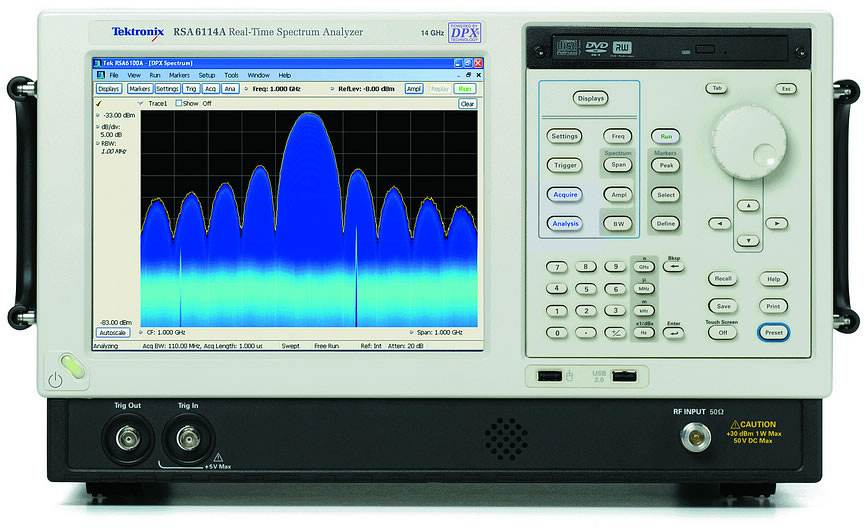 Tektronix RSA 6114A Real-Time Spectrum Analyzer 14 GHz POWERED BY DPX TECHNOLOGY
DVD RW
Tek RSA6100A - [DPX Spectrum]
File View Run Markers Setup Tools Window Help
Displays Markers Settings Trig Acq Ana Freq: 1.000 GHz RefLev: -8.00 dBm Ampl Replay Run
Trace1 Show Off Clear
-33.00 dBm
dB/div:
5.00 dB
RBW:
1.00 MHz
-83.00 dBm
Autoscale CF: 1.000 GHz Span: 1.000 GHz
Analyzing Acq BW: 110.00 MHz, Acq Length: 1.000 us Swept Free Run Ref: Int Atten: 20 dB
Displays
Settings Freq Run
Spectrum Markers
Trigger Span Peak
Acquire Ampl Select
Analysis BW Define
Tab Esc
n Bksp
7 8 9 GHz
µ
4 5 6 MHz
m
1 2 3 kHz
x1/dBx Enter
0 . +/- Hz
Recall Help
Save Print
Touch Screen
Off Preset
USB
2.0
Trig Out Trig In
+5V Max
RF INPUT 50Ω
CAUTION
+30 dBm 1 W Max
50 V DC Max